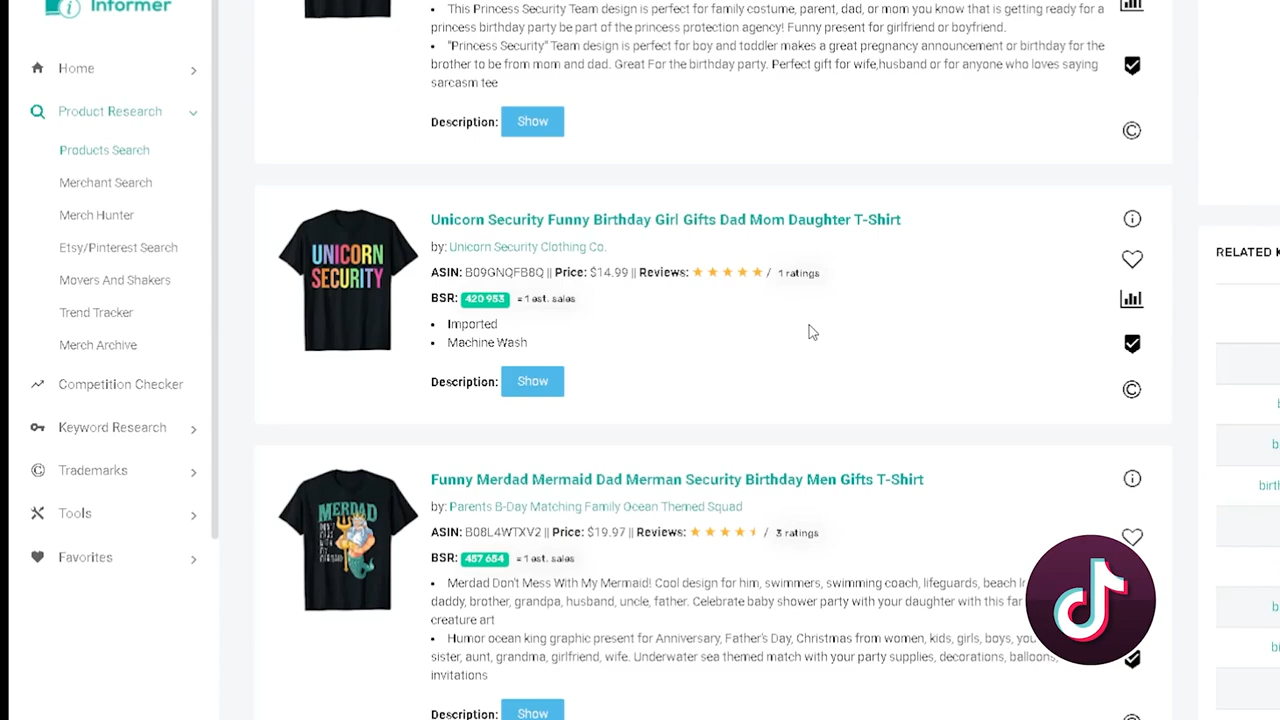 Informer
Home
Product Research
Products Search
Merchant Search
Merch Hunter
Etsy/Pinterest Search
Movers And Shakers
Trend Tracker
Merch Archive
Competition Checker
Keyword Research
Trademarks
Tools
Favorites
• This Princess Security Team design is perfect for family costume, parent, dad, or mom you know that is getting ready for a
princess birthday party be part of the princess protection agency! Funny present for girlfriend or boyfriend.
• "Princess Security" Team design is perfect for boy and toddler makes a great pregnancy announcement or birthday for the
brother to be from mom and dad. Great For the birthday party. Perfect gift for wife,husband or for anyone who loves saying
sarcasm tee
Description: Show
UNICORN
SECURITY
Unicorn Security Funny Birthday Girl Gifts Dad Mom Daughter T-Shirt
by: Unicorn Security Clothing Co.
ASIN: B09GNQFB8Q || Price: $14.99 || Reviews: / 1 ratings
BSR: 420 953 = 1 est. sales
• Imported
• Machine Wash
Description: Show
MERDAD
Funny Merdad Mermaid Dad Merman Security Birthday Men Gifts T-Shirt
by: Parents B-Day Matching Family Ocean Themed Squad
ASIN: B08L4WTXV2 || Price: $19.97 || Reviews: / 3 ratings
BSR: 457 654 = 1 est. sales
• Merdad Don't Mess With My Mermaid! Cool design for him, swimmers, swimming coach, lifeguards, beach
daddy, brother, grandpa, husband, uncle, father. Celebrate baby shower party with your daughter with this far
creature art
• Humor ocean king graphic present for Anniversary, Father's Day, Christmas from women, kids, girls, boys,
sister, aunt, grandma, girlfriend, wife. Underwater sea themed match with your party supplies, decorations, balloons,
invitations
Description: Show
RELATED